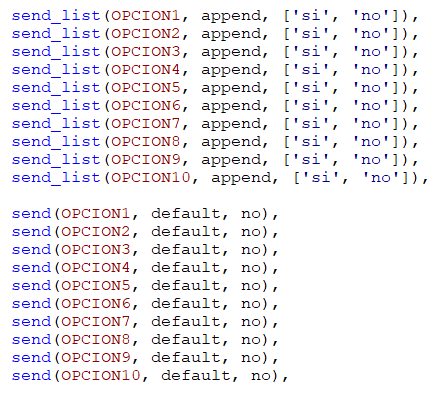 send_list(OPCION1, append, ['si', 'no']),
send_list(OPCION2, append, ['si', 'no']),
send_list(OPCION3, append, ['si', 'no']),
send_list(OPCION4, append, ['si', 'no']),
send_list(OPCION5, append, ['si', 'no']),
send_list(OPCION6, append, ['si', 'no']),
send_list(OPCION7, append, ['si', 'no']),
send_list(OPCION8, append, ['si', 'no']),
send_list(OPCION9, append, ['si', 'no']),
send_list(OPCION10, append, ['si', 'no']),

send(OPCION1, default, no),
send(OPCION2, default, no),
send(OPCION3, default, no),
send(OPCION4, default, no),
send(OPCION5, default, no),
send(OPCION6, default, no),
send(OPCION7, default, no),
send(OPCION8, default, no),
send(OPCION9, default, no),
send(OPCION10, default, no),